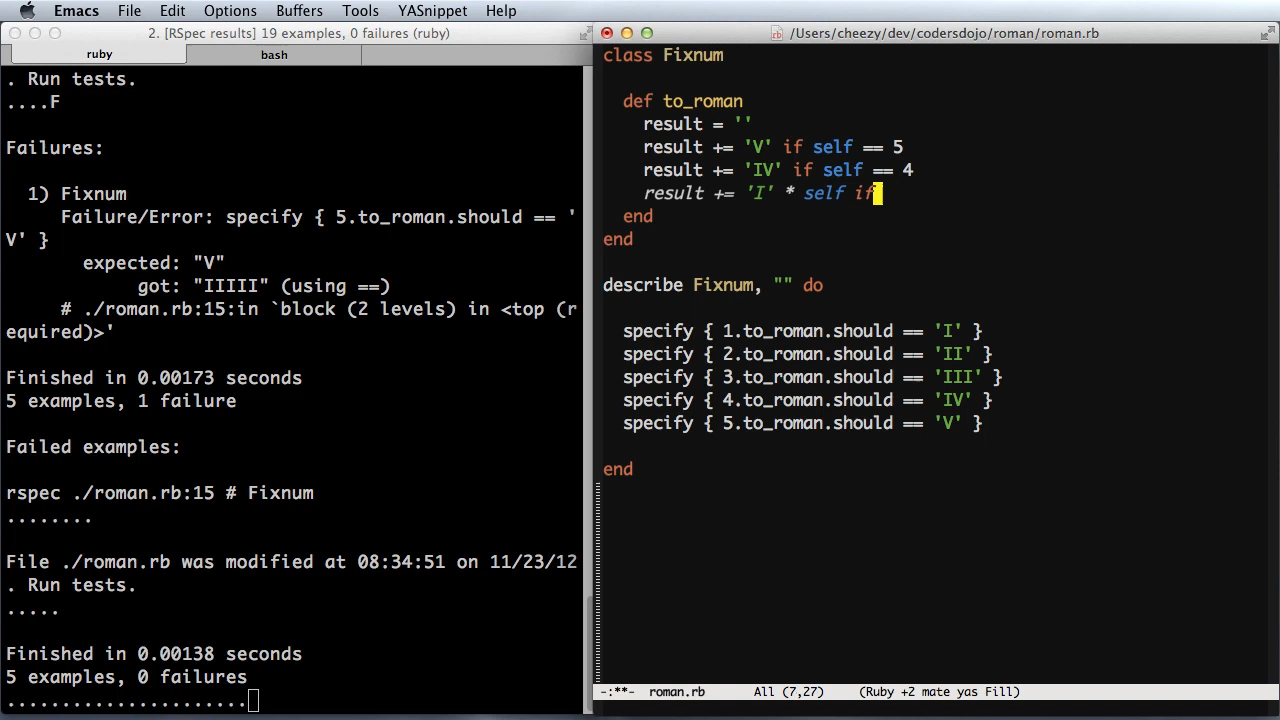 Emacs File Edit Options Buffers Tools YASnippet Help
2. [RSpec results] 19 examples, 0 failures (ruby)
ruby bash
. Run tests.
....F
Failures:
1) Fixnum
Failure/Error: specify { 5.to_roman.should == '
V' }
expected: "V"
got: "IIIII" (using ==)
# ./roman.rb:15:in `block (2 levels) in <top (r
equired)>'
Finished in 0.00173 seconds
5 examples, 1 failure
Failed examples:
rspec ./roman.rb:15 # Fixnum
........
File ./roman.rb was modified at 08:34:51 on 11/23/12
. Run tests.
.....
Finished in 0.00138 seconds
5 examples, 0 failures
......................
/Users/cheezy/dev/codersdojo/roman/roman.rb
class Fixnum
def to_roman
result = ''
result += 'V' if self == 5
result += 'IV' if self == 4
result += 'I' * self if
end
end
describe Fixnum, "" do
specify { 1.to_roman.should == 'I' }
specify { 2.to_roman.should == 'II' }
specify { 3.to_roman.should == 'III' }
specify { 4.to_roman.should == 'IV' }
specify { 5.to_roman.should == 'V' }
end
-:**- roman.rb All (7,27) (Ruby +2 mate yas Fill)